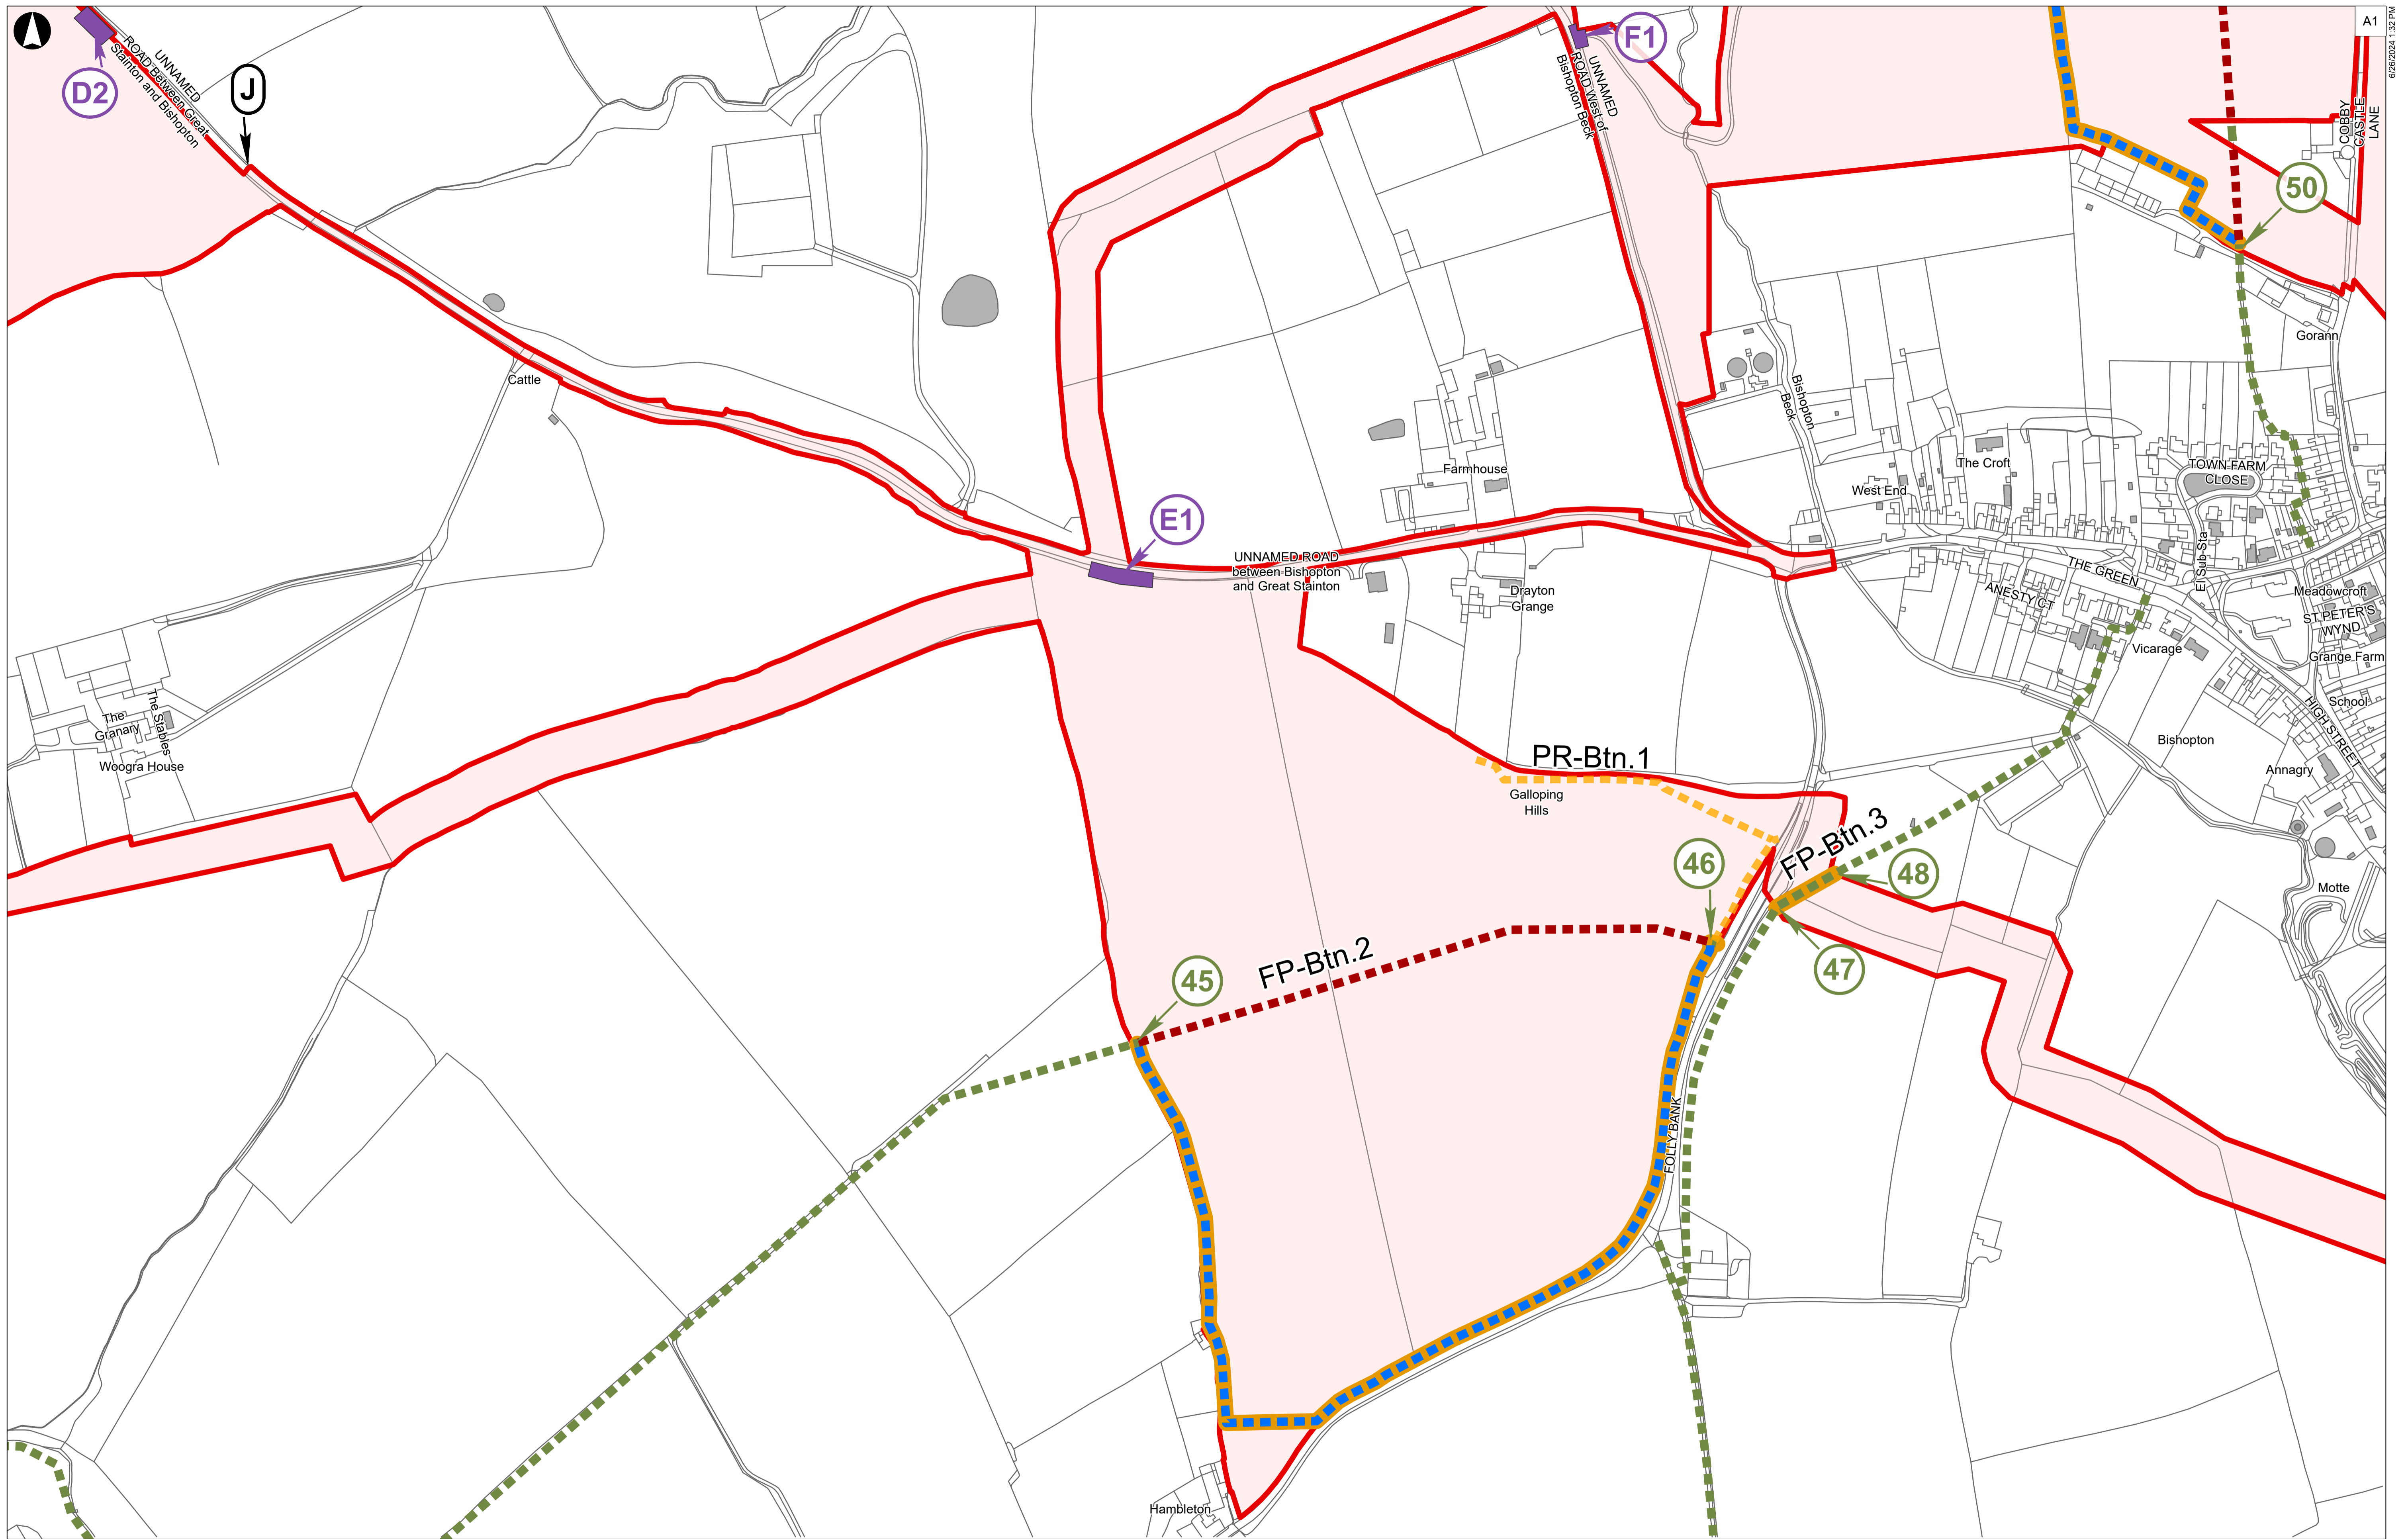 A1
6/26/2024 1:32 PM
D2
UNNAMED
ROAD Between Great
Stainton and Bishopton
J
F1
UNNAMED
ROAD West of
Bishopton Beck
COBBY
CASTLE
LANE
50
Gorann
Cattle
Bishopton
Beck
Farmhouse
The Croft
West End
TOWN FARM
CLOSE
E1
UNNAMED ROAD
between Bishopton
and Great Stainton
Drayton
Grange
THE GREEN
ANESTY CT
El Sub Sta
Meadowcroft
ST PETER'S
WYND
Vicarage
Grange Farm
School
HIGH STREET
Bishopton
Annagry
The
Granary
The Stables
Woogra House
PR-Btn.1
Galloping
Hills
FP-Btn.3
46
48
Motte
47
FP-Btn.2
45
FOLLY BANK
Hambleton